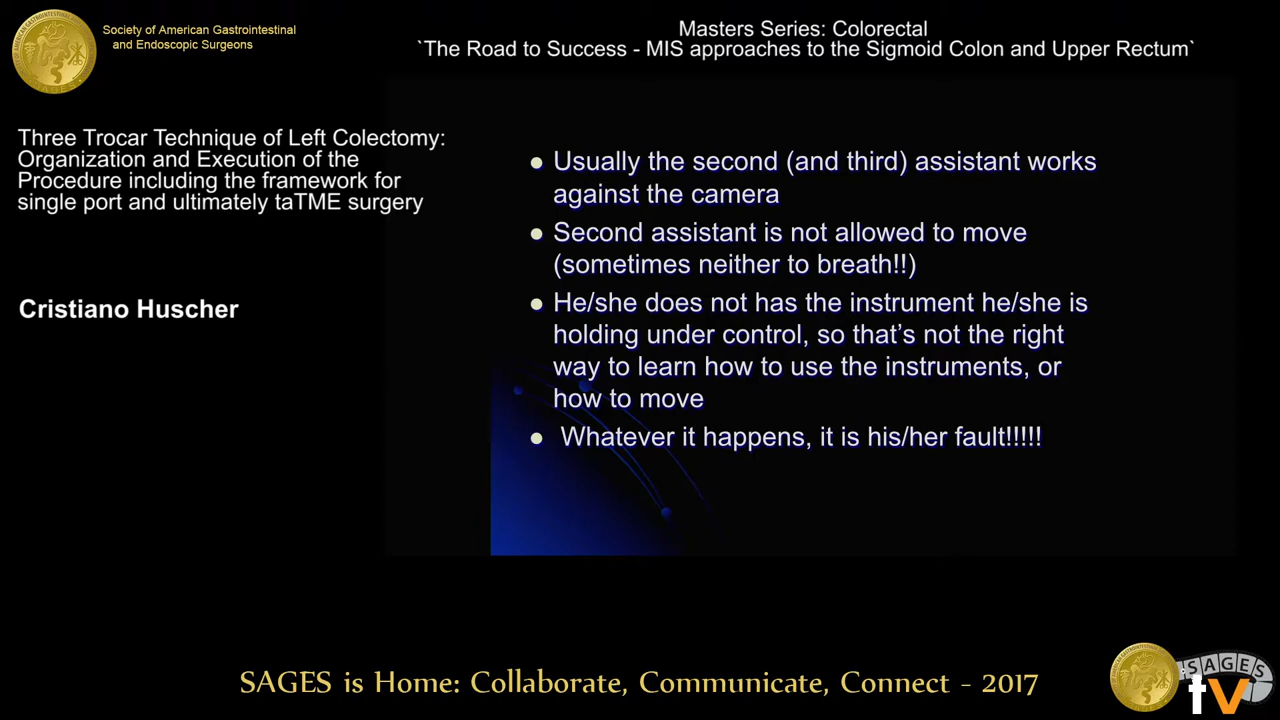 Society of American Gastrointestinal
and Endoscopic Surgeons
Masters Series: Colorectal
`The Road to Success - MIS approaches to the Sigmoid Colon and Upper Rectum`
Three Trocar Technique of Left Colectomy:
Organization and Execution of the
Procedure including the framework for
single port and ultimately taTME surgery
Cristiano Huscher
● Usually the second (and third) assistant works
against the camera
● Second assistant is not allowed to move
(sometimes neither to breath!!)
● He/she does not has the instrument he/she is
holding under control, so that’s not the right
way to learn how to use the instruments, or
how to move
● Whatever it happens, it is his/her fault!!!!!
SAGES is Home: Collaborate, Communicate, Connect - 2017
SAGES
tv